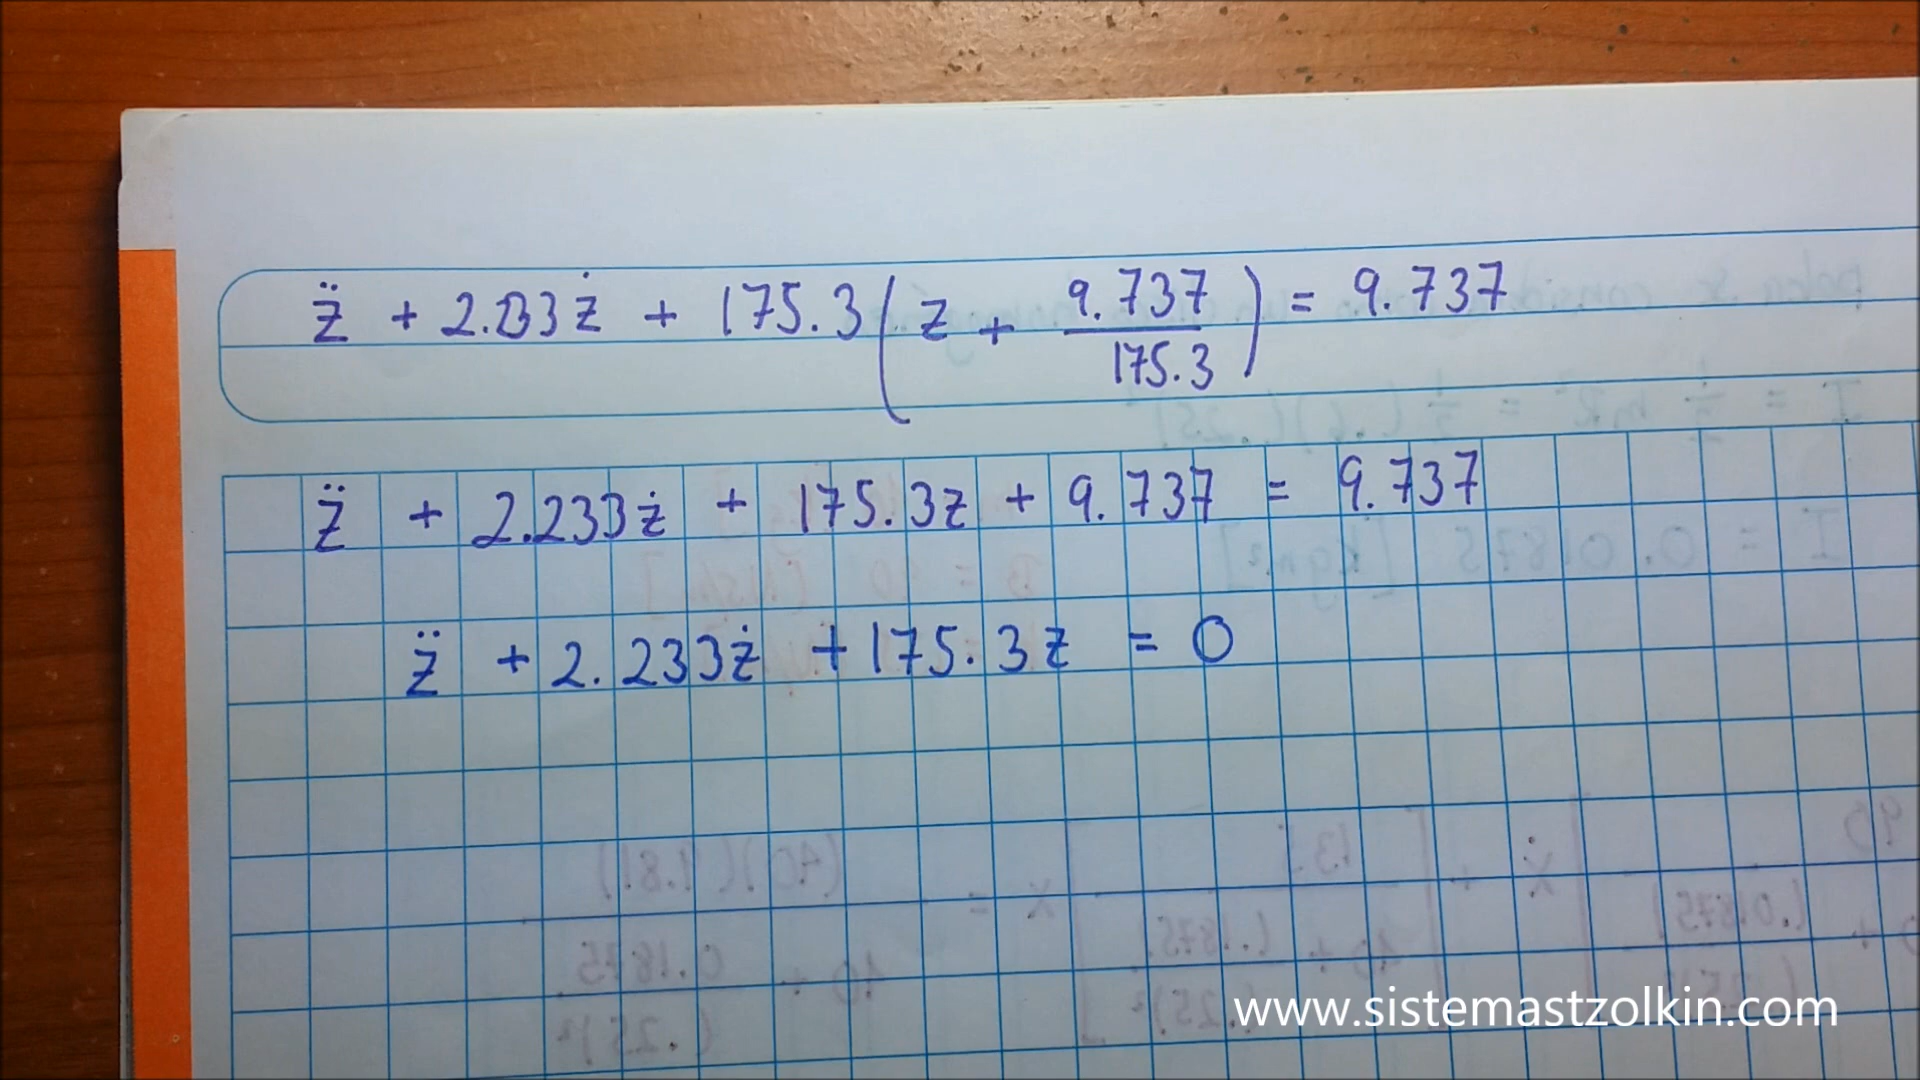 z̈ + 2.233ż + 175.3(z + 9.737/175.3) = 9.737
z̈ + 2.233ż + 175.3z + 9.737 = 9.737
z̈ + 2.233ż + 175.3z = 0
www.sistemastzolkin.com